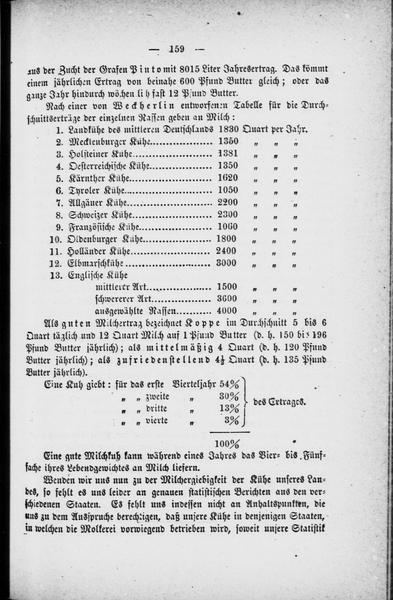 — 159 —
aus der Zucht der Grafen Pinto mit 8015 Liter Jahresertrag. Das kömmt
einem jährlichen Ertrag von beinahe 600 Pfund Butter gleich; oder das
ganze Jahr hindurch wöchentlich fast 12 Pfund Butter.
Nach einer von Weckherlin entworfenen Tabelle für die Durch-
schnittserträge der einzelnen Rassen geben an Milch:
1. Landkühe des mittleren Deutschlands 1830 Quart per Jahr.
2. Mecklenburger Kühe................ 1350 „ „ „
3. Holsteiner Kühe................ 1381 „ „ „
4. Oesterreichische Kühe................ 1350 „ „ „
5. Kärnther Kühe................ 1620 „ „ „
6. Tyroler Kühe................ 1050 „ „ „
7. Allgäuer Kühe................ 2200 „ „ „
8. Schweizer Kühe................ 2300 „ „ „
9. Französische Kühe................ 1060 „ „ „
10. Oldenburger Kühe................ 1800 „ „ „
11. Holländer Kühe................ 2400 „ „ „
12. Elbmarschkühe................ 3000 „ „ „
13. Englische Kühe
mittlerer Art................ 1500 „ „ „
schwererer Art................ 3600 „ „ „
ausgewählte Rassen................ 4000 „ „ „
Als guten Milchertrag bezeichnet Koppe im Durchschnitt 5 bis 6
Quart täglich und 12 Quart Milch auf 1 Pfund Butter (d. h. 150 bis 196
Pfund Butter jährlich); als mittelmäßig 4 Quart (d. h. 120 Pfund
Butter jährlich); als zufriedenstellend 4½ Quart (d. h. 135 Pfund
Butter jährlich).
Eine Kuh giebt: für das erste Vierteljahr 54%
„ „ zweite „ 30%
„ „ dritte „ 13%
„ „ vierte „ 3%
des Ertrages.
100%
Eine gute Milchkuh kann während eines Jahres das Vier- bis Fünf-
fache ihres Lebendgewichtes an Milch liefern.
Wenden wir uns nun zu der Milchergiebigkeit der Kühe unseres Lan-
des, so fehlt es uns leider an genauen statistischen Berichten aus den ver-
schiedenen Staaten. Es fehlt uns indessen nicht an Anhaltspunkten, die
uns zu dem Ausspruche berechtigen, daß unsere Kühe in denjenigen Staaten,
in welchen die Molkerei vorwiegend betrieben wird, soweit unsere Statistik